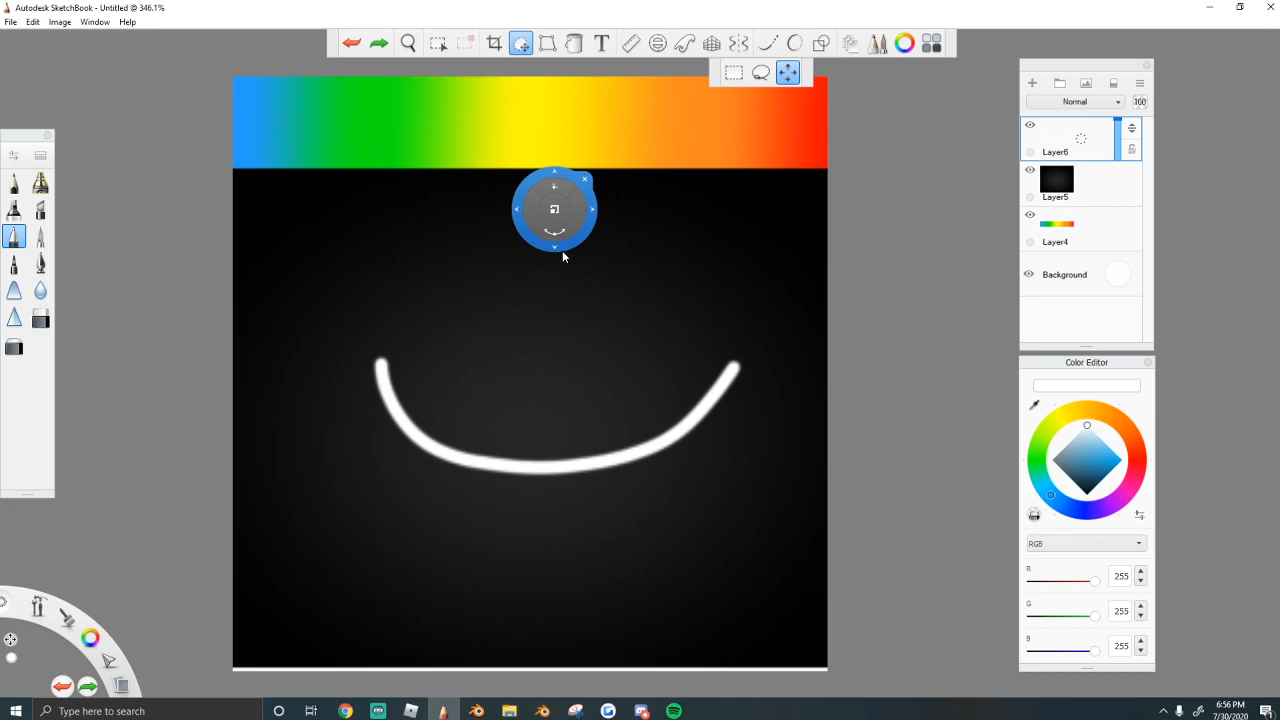 Autodesk SketchBook - Untitled @ 346.1%
File Edit Image Window Help
T
Normal
100
Layer6
Layer5
Layer4
Background
Color Editor
RGB
R
255
G
255
B
255
Type here to search
6:56 PM
7/30/2020